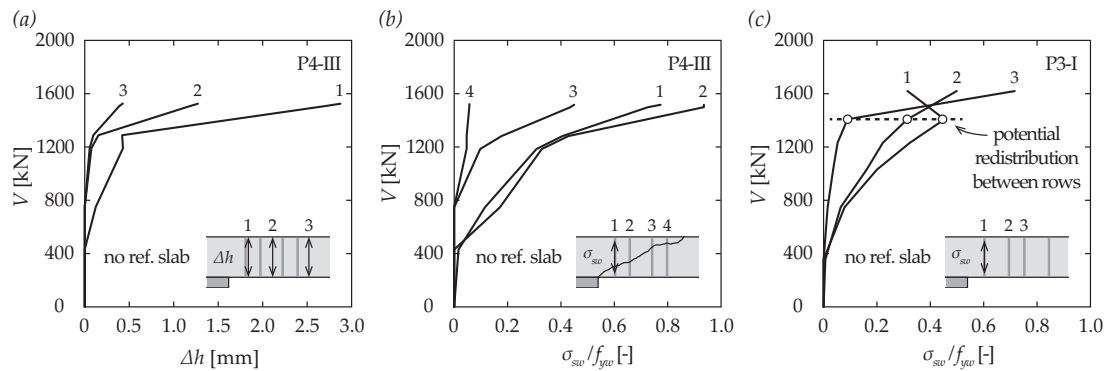 (a)
P4-III
V [kN]
2000
1600
1200
800
400
0
3 2 1
no ref. slab
1 2 3
Δh
0 0.5 1.0 1.5 2.0 2.5 3.0
Δh [mm]
(b)
P4-III
V [kN]
2000
1600
1200
800
400
0
4 3 1 2
no ref. slab
1 2 3 4
σsw
0 0.2 0.4 0.6 0.8 1.0
σsw/fyw [-]
(c)
P3-I
V [kN]
2000
1600
1200
800
400
0
1 2 3
potential
redistribution
between rows
no ref. slab
1 2 3
σsw
0 0.2 0.4 0.6 0.8 1.0
σsw/fyw [-]